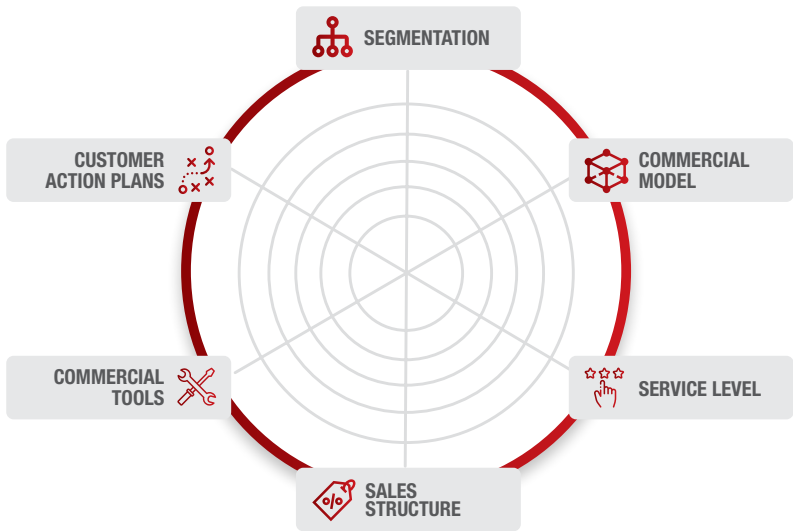 SEGMENTATION
CUSTOMER
ACTION PLANS
COMMERCIAL
MODEL
COMMERCIAL
TOOLS
SERVICE LEVEL
%
SALES
STRUCTURE